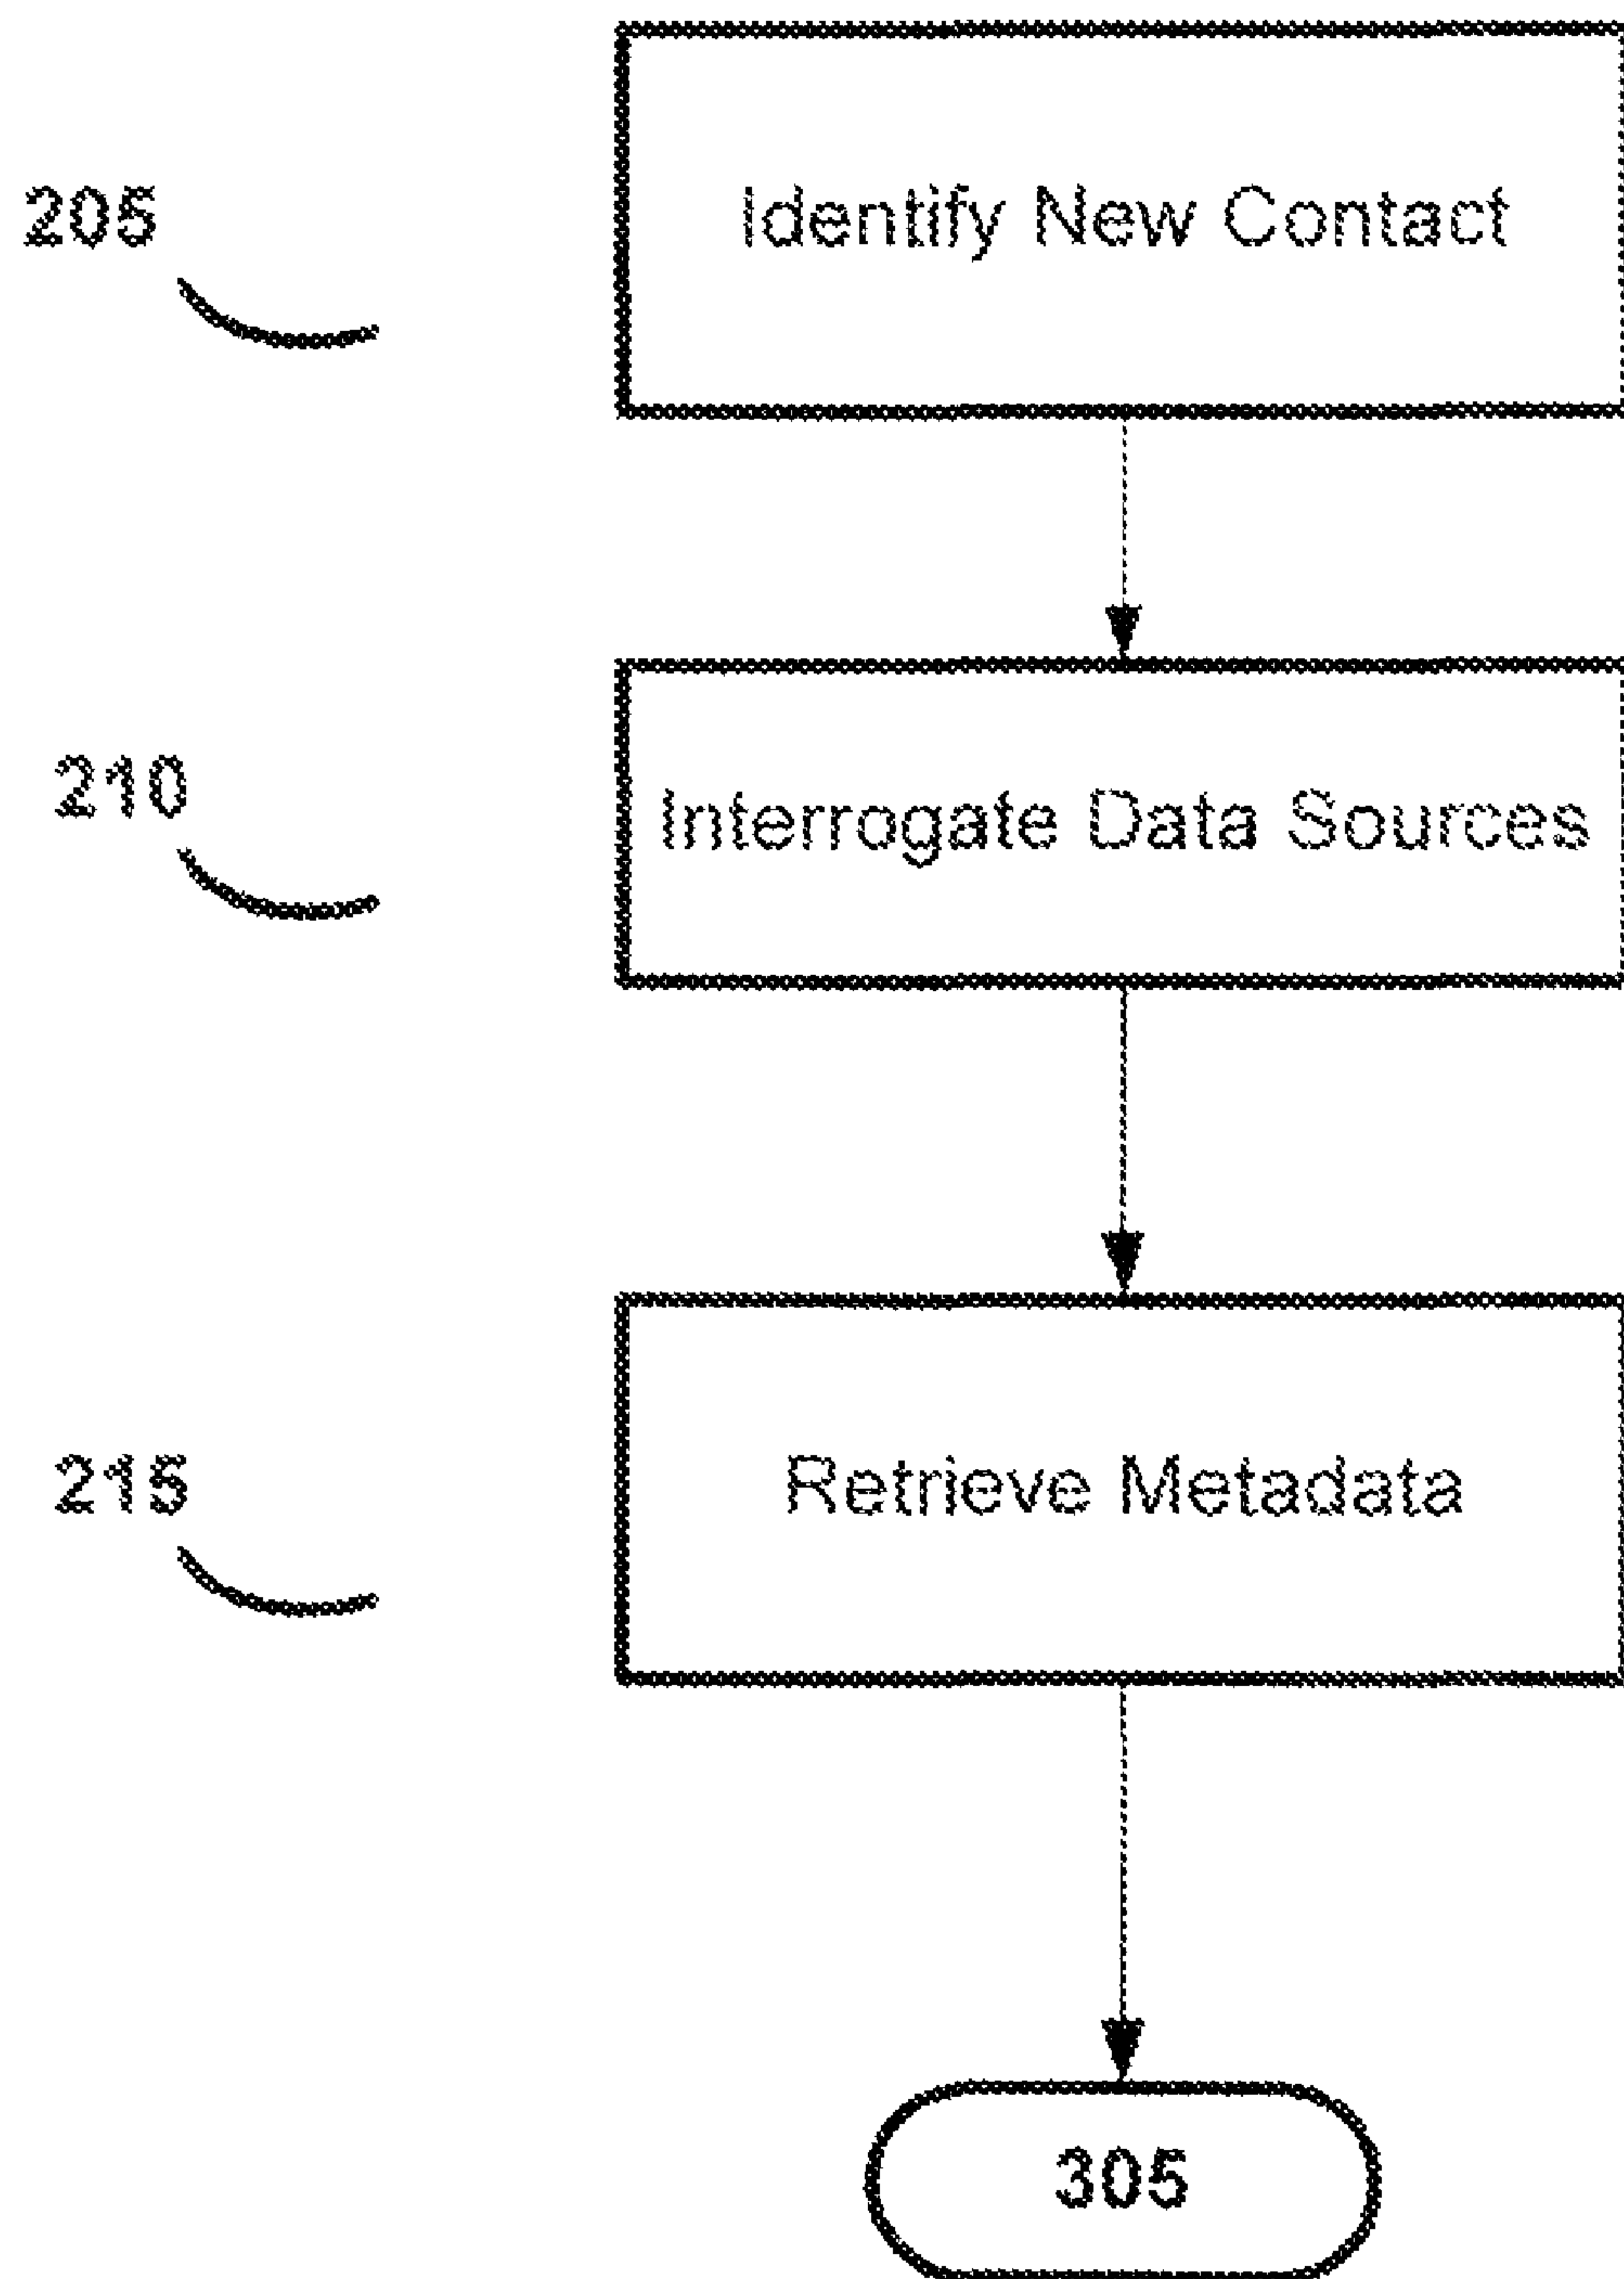 205
Identify New Contact
210
Interrogate Data Sources
215
Retrieve Metadata
305